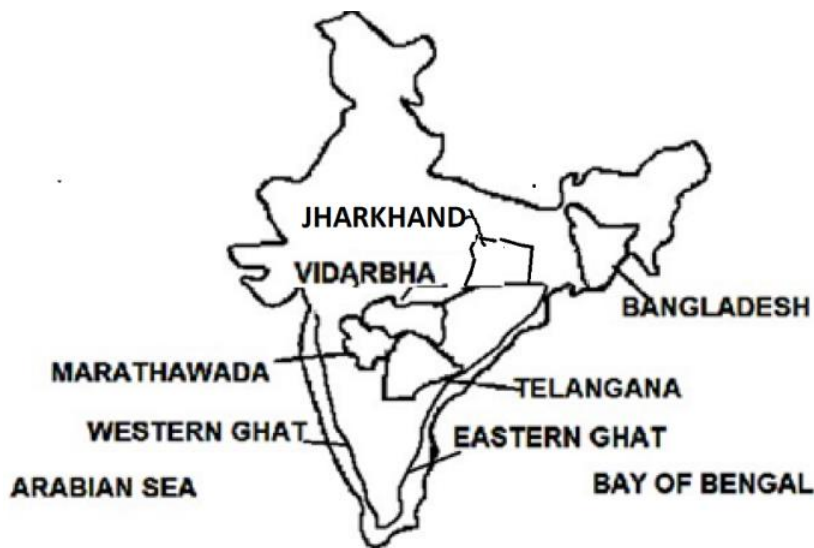 JHARKHAND
VIDARBHA
BANGLADESH
MARATHAWADA
TELANGANA
WESTERN GHAT
EASTERN GHAT
ARABIAN SEA
BAY OF BENGAL